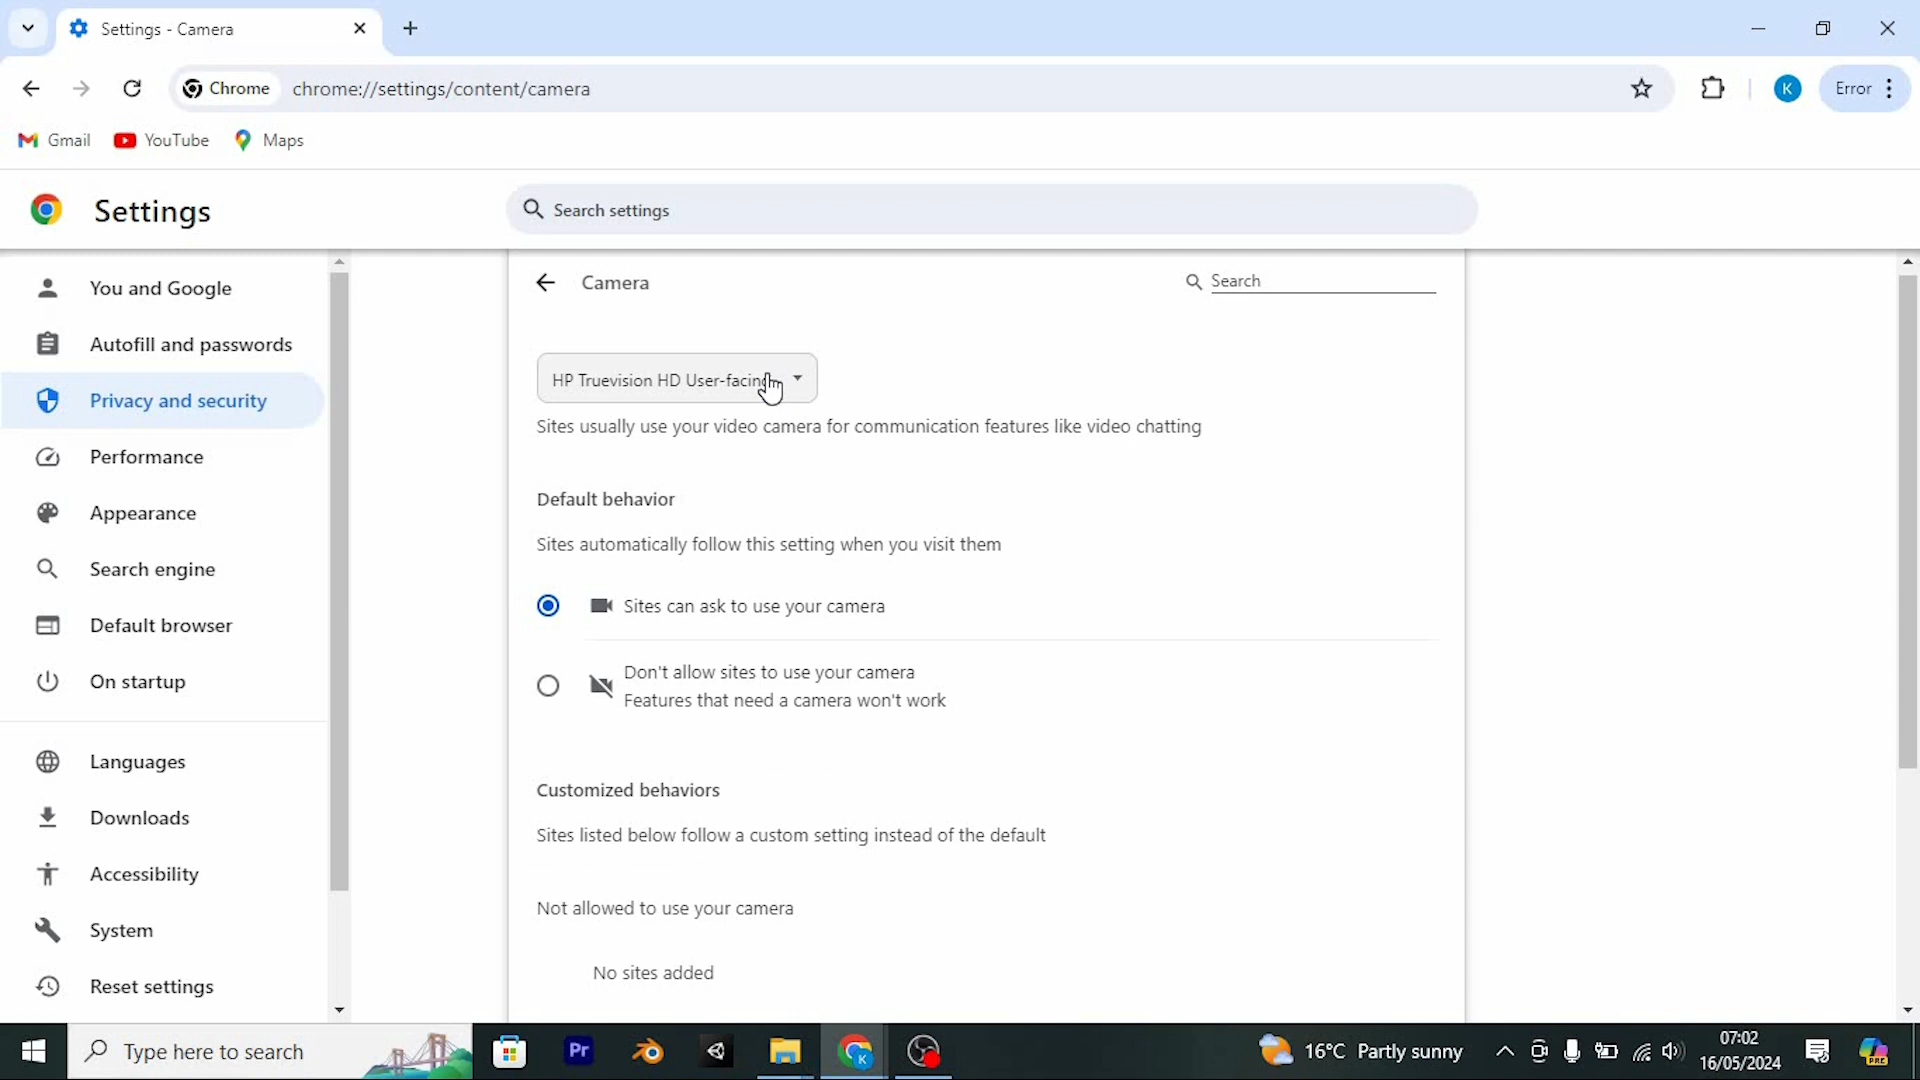 Settings - Camera
Chrome
chrome://settings/content/camera
K
Error
Gmail
YouTube
Maps
Settings
Search settings
You and Google
Autofill and passwords
Privacy and security
Performance
Appearance
Search engine
Default browser
On startup
Languages
Downloads
Accessibility
System
Reset settings
Camera
Search
HP Truevision HD User-facing
Sites usually use your video camera for communication features like video chatting
Default behavior
Sites automatically follow this setting when you visit them
Sites can ask to use your camera
Don't allow sites to use your camera
Features that need a camera won't work
Customized behaviors
Sites listed below follow a custom setting instead of the default
Not allowed to use your camera
No sites added
Type here to search
Pr
K
16°C Partly sunny
07:02
16/05/2024
PRE